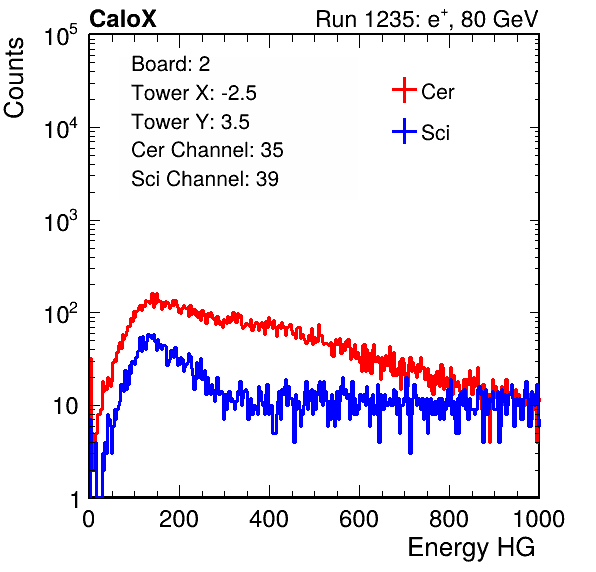 CaloX Run 1235: e⁺, 80 GeV
Counts
10⁵
10⁴
10³
10²
10
1
Board: 2
Tower X: -2.5
Tower Y: 3.5
Cer Channel: 35
Sci Channel: 39
Cer
Sci
0 200 400 600 800 1000
Energy HG